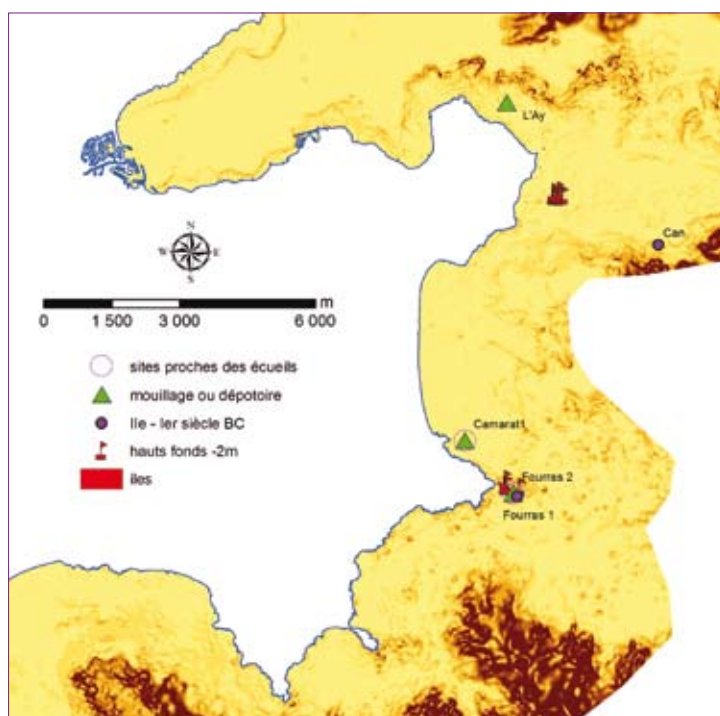 L'Ay
Can
N
W E
S
m
0 1 500 3 000 6 000
sites proches des écueils
mouillage ou dépotoire
IIe - Ier siècle BC
hauts fonds -2m
iles
Camarat1
Fourras 2
Fourras 1